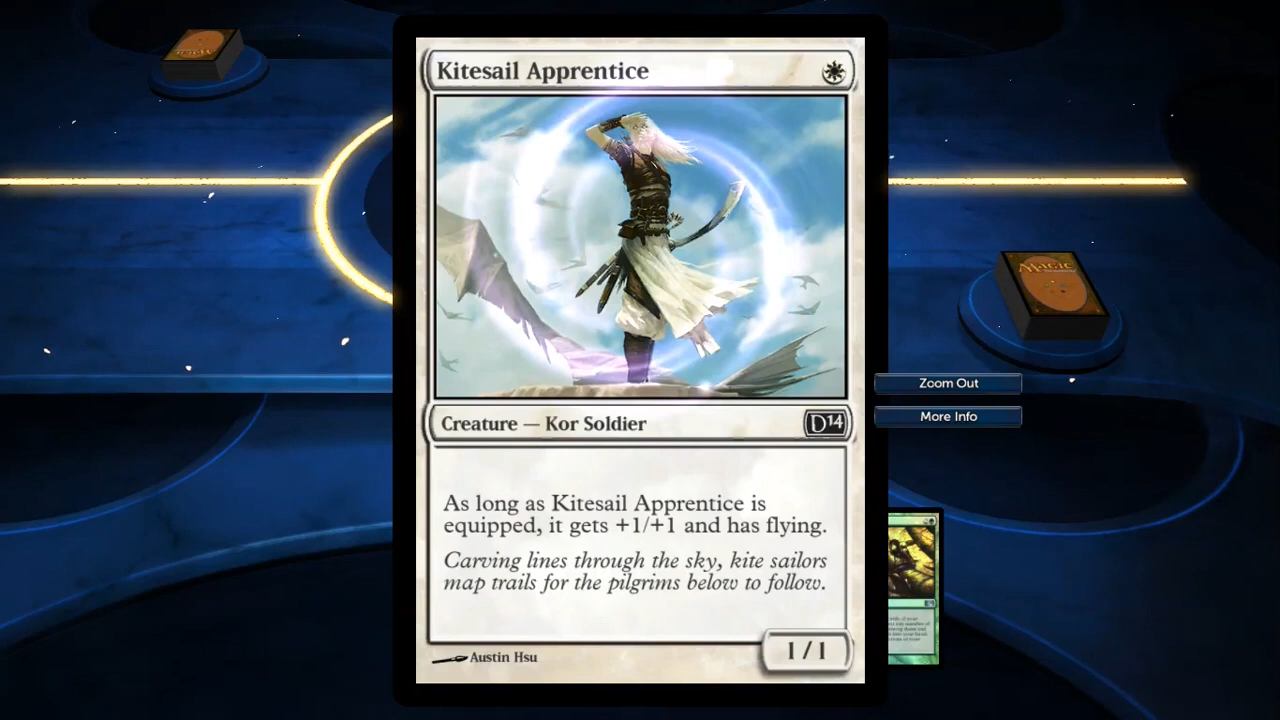 Kitesail Apprentice
Creature — Kor Soldier
D14
As long as Kitesail Apprentice is
equipped, it gets +1/+1 and has flying.
Carving lines through the sky, kite sailors
map trails for the pilgrims below to follow.
1/1
Austin Hsu
Magic
Zoom Out
More Info